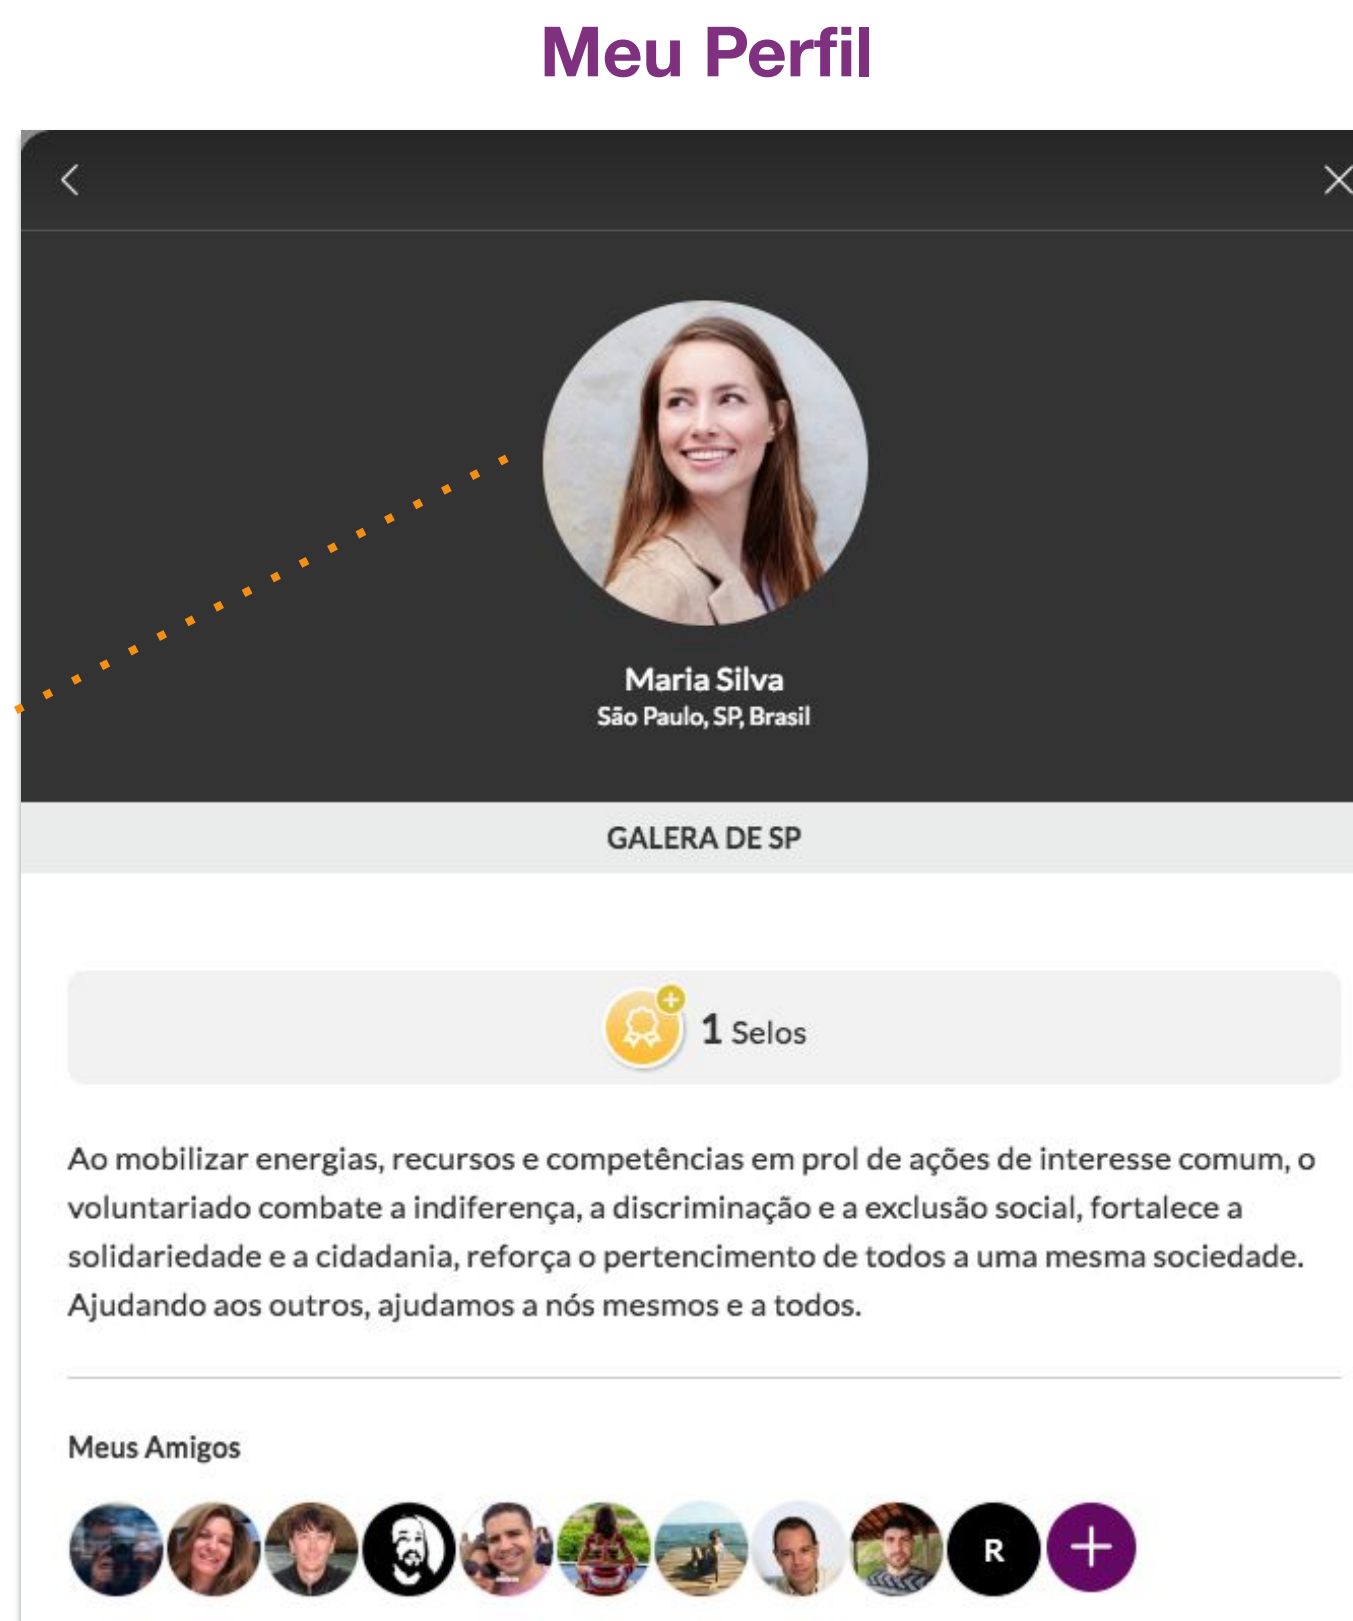 Meu Perfil
Maria Silva
São Paulo, SP, Brasil
GALERA DE SP
1 Selos
Ao mobilizar energias, recursos e competências em prol de ações de interesse comum, o
voluntariado combate a indiferença, a discriminação e a exclusão social, fortalece a
solidariedade e a cidadania, reforça o pertencimento de todos a uma mesma sociedade.
Ajudando aos outros, ajudamos a nós mesmos e a todos.
Meus Amigos
R